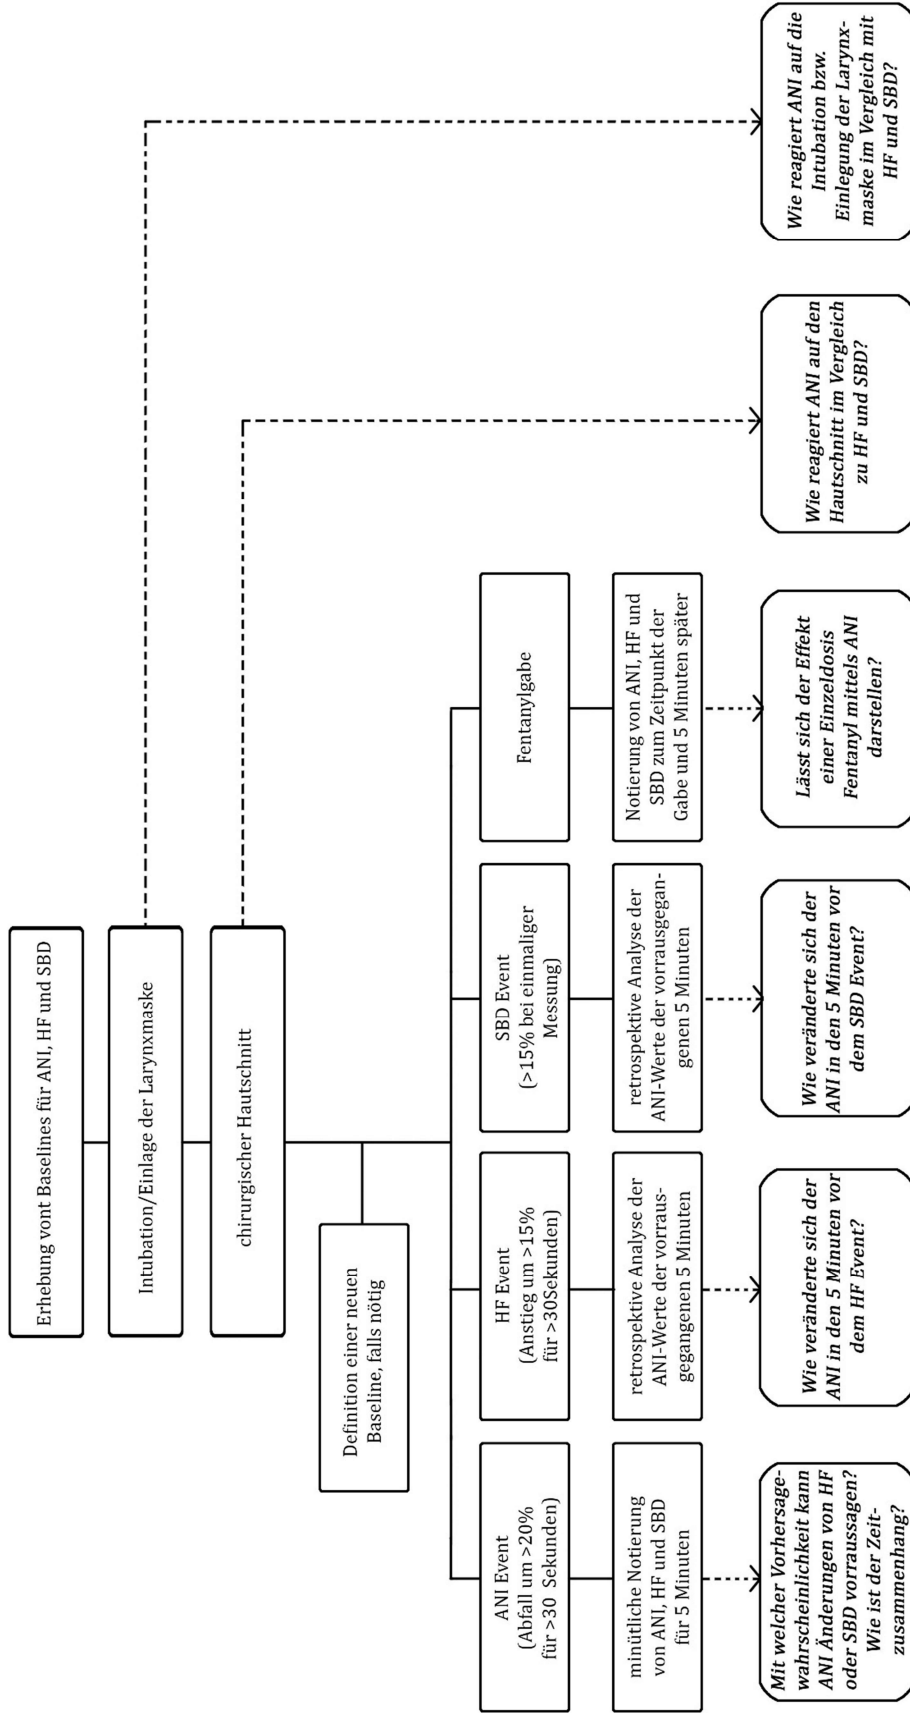 Erhebung vont Baselines für ANI, HF und SBD
Intubation/Einlage der Larynxmaske
chirurgischer Hautschnitt
Definition einer neuen
Baseline, falls nötig
ANI Event
(Abfall um >20%
für >30 Sekunden)
HF Event
(Anstieg um >15%
für >30Sekunden)
SBD Event
(>15% bei einmaliger
Messung)
Fentanylgabe
minütliche Notierung
von ANI, HF und SBD
für 5 Minuten
retrospektive Analyse der
ANI-Werte der vorraus-
gegangenen 5 Minuten
retrospektive Analyse der
ANI-Werte der vorrausgegan-
genen 5 Minuten
Notierung von ANI, HF und
SBD zum Zeitpunkt der
Gabe und 5 Minuten später
Mit welcher Vorhersage-
wahrscheinlichkeit kann
ANI Änderungen von HF
oder SBD vorraussagen?
Wie ist der Zeit-
zusammenhang?
Wie veränderte sich der
ANI in den 5 Minuten vor
dem HF Event?
Wie veränderte sich der
ANI in den 5 Minuten vor
dem SBD Event?
Lässt sich der Effekt
einer Einzeldosis
Fentanyl mittels ANI
darstellen?
Wie reagiert ANI auf den
Hautschnitt im Vergleich
zu HF und SBD?
Wie reagiert ANI auf die
Intubation bzw.
Einlegung der Larynx-
maske im Vergleich mit
HF und SBD?